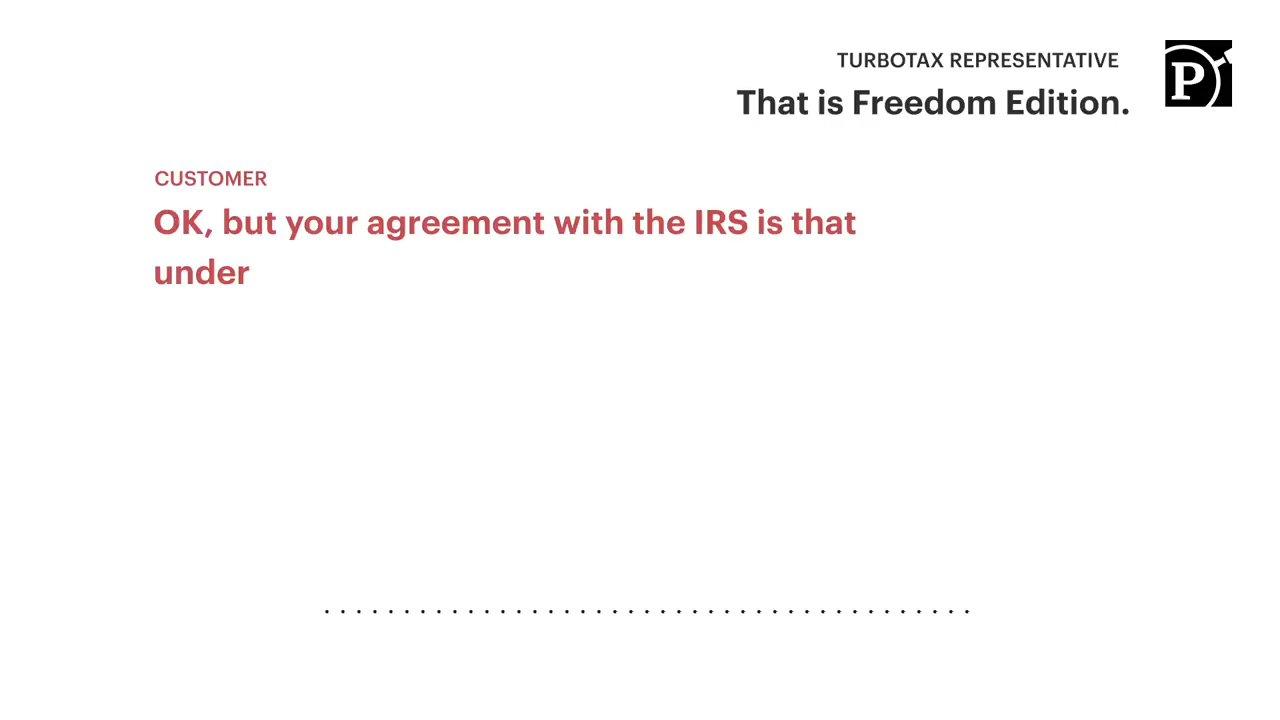 TURBOTAX REPRESENTATIVE
P
That is Freedom Edition.
CUSTOMER
OK, but your agreement with the IRS is that
under